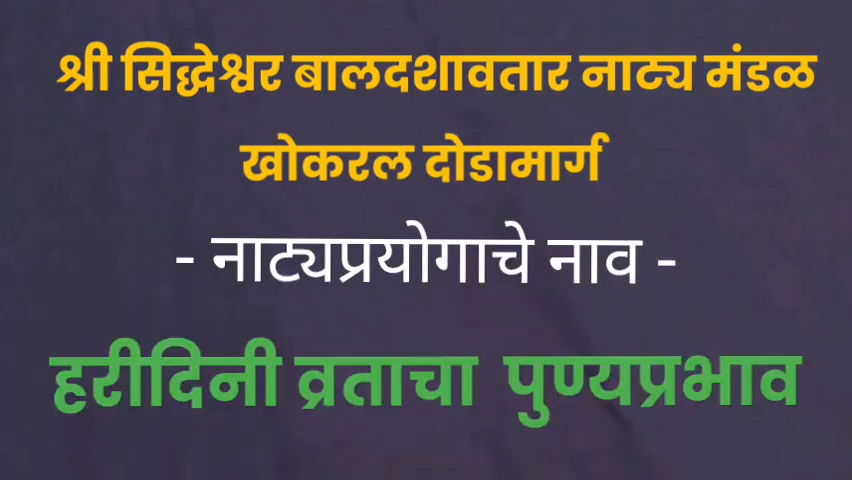 श्री सिद्धेश्वर बालदशावतार नाट्य मंडळ
खोकरल दोडामार्ग
- नाट्यप्रयोगाचे नाव -
हरीदिनी व्रताचा पुण्यप्रभाव